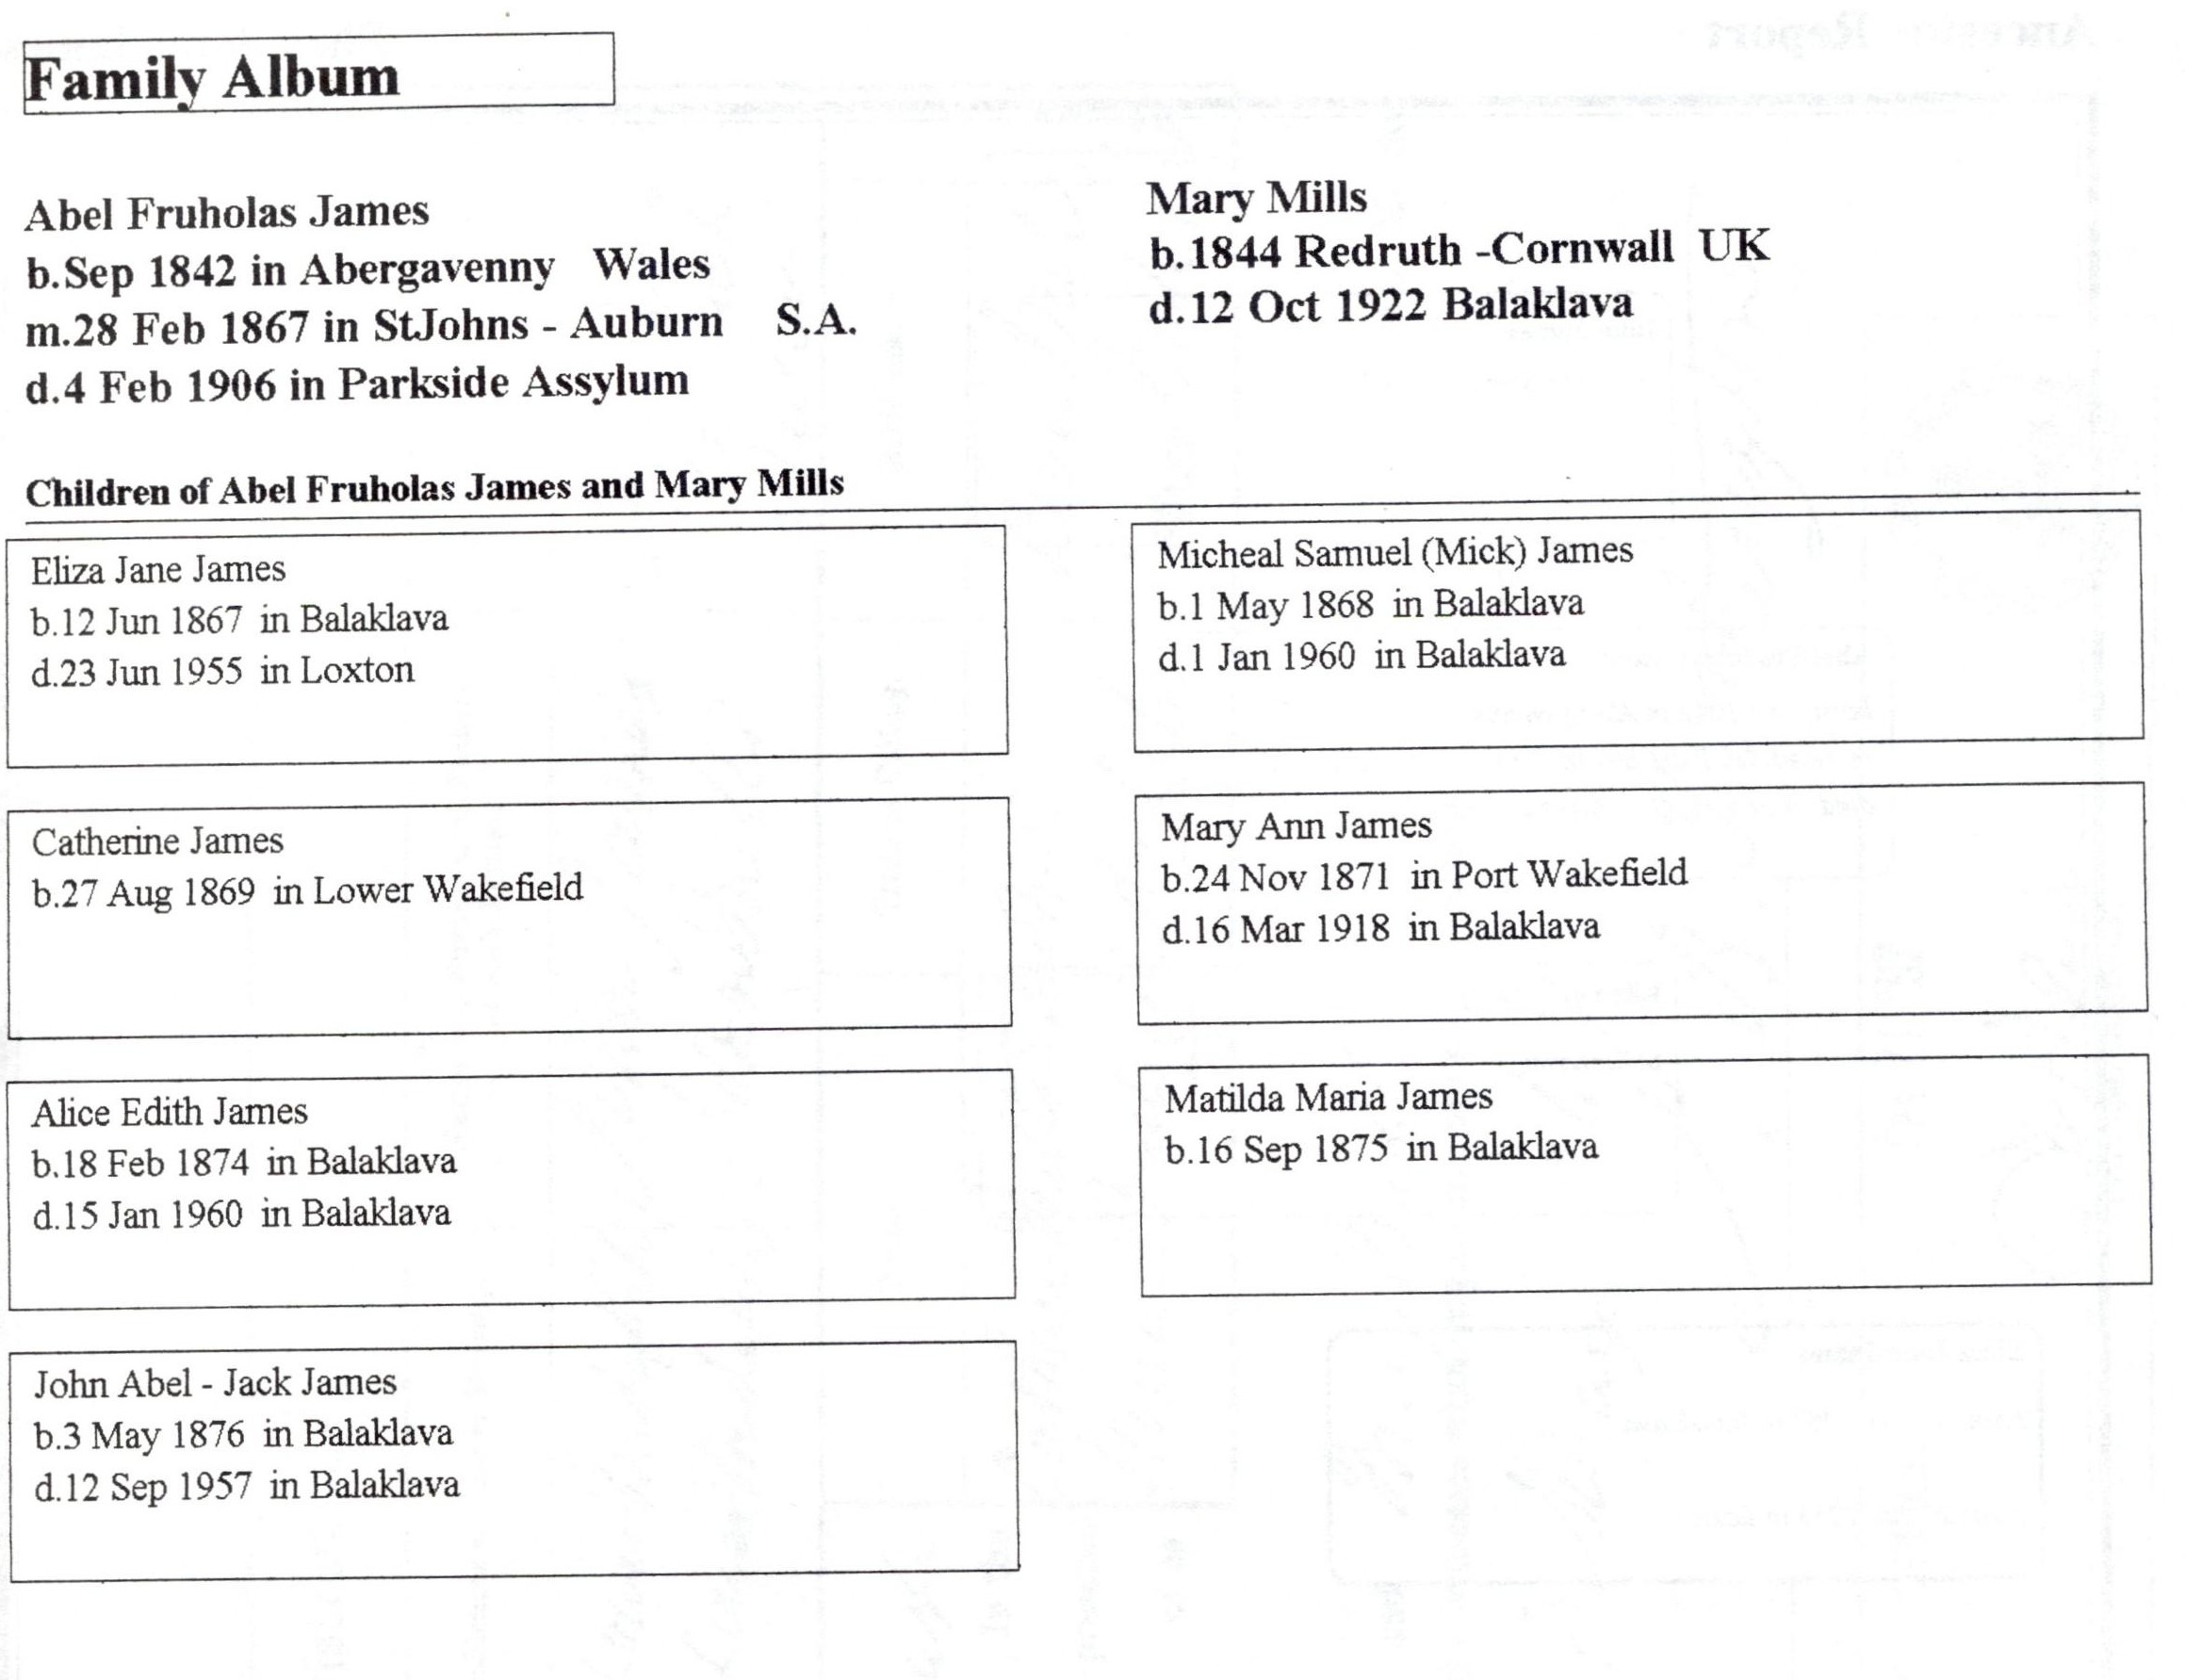 Family Album
Abel Fruholas James
b.Sep 1842 in Abergavenny Wales
m.28 Feb 1867 in StJohns - Auburn S.A.
d.4 Feb 1906 in Parkside Assylum
Mary Mills
b.1844 Redruth -Cornwall UK
d.12 Oct 1922 Balaklava
Children of Abel Fruholas James and Mary Mills
Eliza Jane James
b.12 Jun 1867 in Balaklava
d.23 Jun 1955 in Loxton
Micheal Samuel (Mick) James
b.1 May 1868 in Balaklava
d.1 Jan 1960 in Balaklava
Catherine James
b.27 Aug 1869 in Lower Wakefield
Mary Ann James
b.24 Nov 1871 in Port Wakefield
d.16 Mar 1918 in Balaklava
Alice Edith James
b.18 Feb 1874 in Balaklava
d.15 Jan 1960 in Balaklava
Matilda Maria James
b.16 Sep 1875 in Balaklava
John Abel - Jack James
b.3 May 1876 in Balaklava
d.12 Sep 1957 in Balaklava